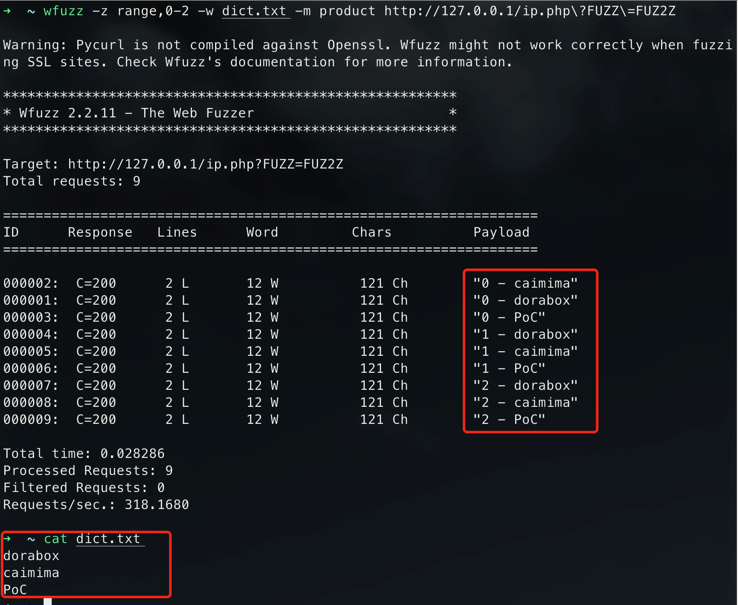 ➜ ~ wfuzz -z range,0-2 -w dict.txt -m product http://127.0.0.1/ip.php\?FUZZ\=FUZ2Z
Warning: Pycurl is not compiled against Openssl. Wfuzz might not work correctly when fuzzi
ng SSL sites. Check Wfuzz's documentation for more information.
********************************************************
* Wfuzz 2.2.11 - The Web Fuzzer *
********************************************************
Target: http://127.0.0.1/ip.php?FUZZ=FUZ2Z
Total requests: 9
==================================================================
ID Response Lines Word Chars Payload
==================================================================
000002: C=200 2 L 12 W 121 Ch "0 - caimima"
000001: C=200 2 L 12 W 121 Ch "0 - dorabox"
000003: C=200 2 L 12 W 121 Ch "0 - PoC"
000004: C=200 2 L 12 W 121 Ch "1 - dorabox"
000005: C=200 2 L 12 W 121 Ch "1 - caimima"
000006: C=200 2 L 12 W 121 Ch "1 - PoC"
000007: C=200 2 L 12 W 121 Ch "2 - dorabox"
000008: C=200 2 L 12 W 121 Ch "2 - caimima"
000009: C=200 2 L 12 W 121 Ch "2 - PoC"
Total time: 0.028286
Processed Requests: 9
Filtered Requests: 0
Requests/sec.: 318.1680
➜ ~ cat dict.txt
dorabox
caimima
PoC